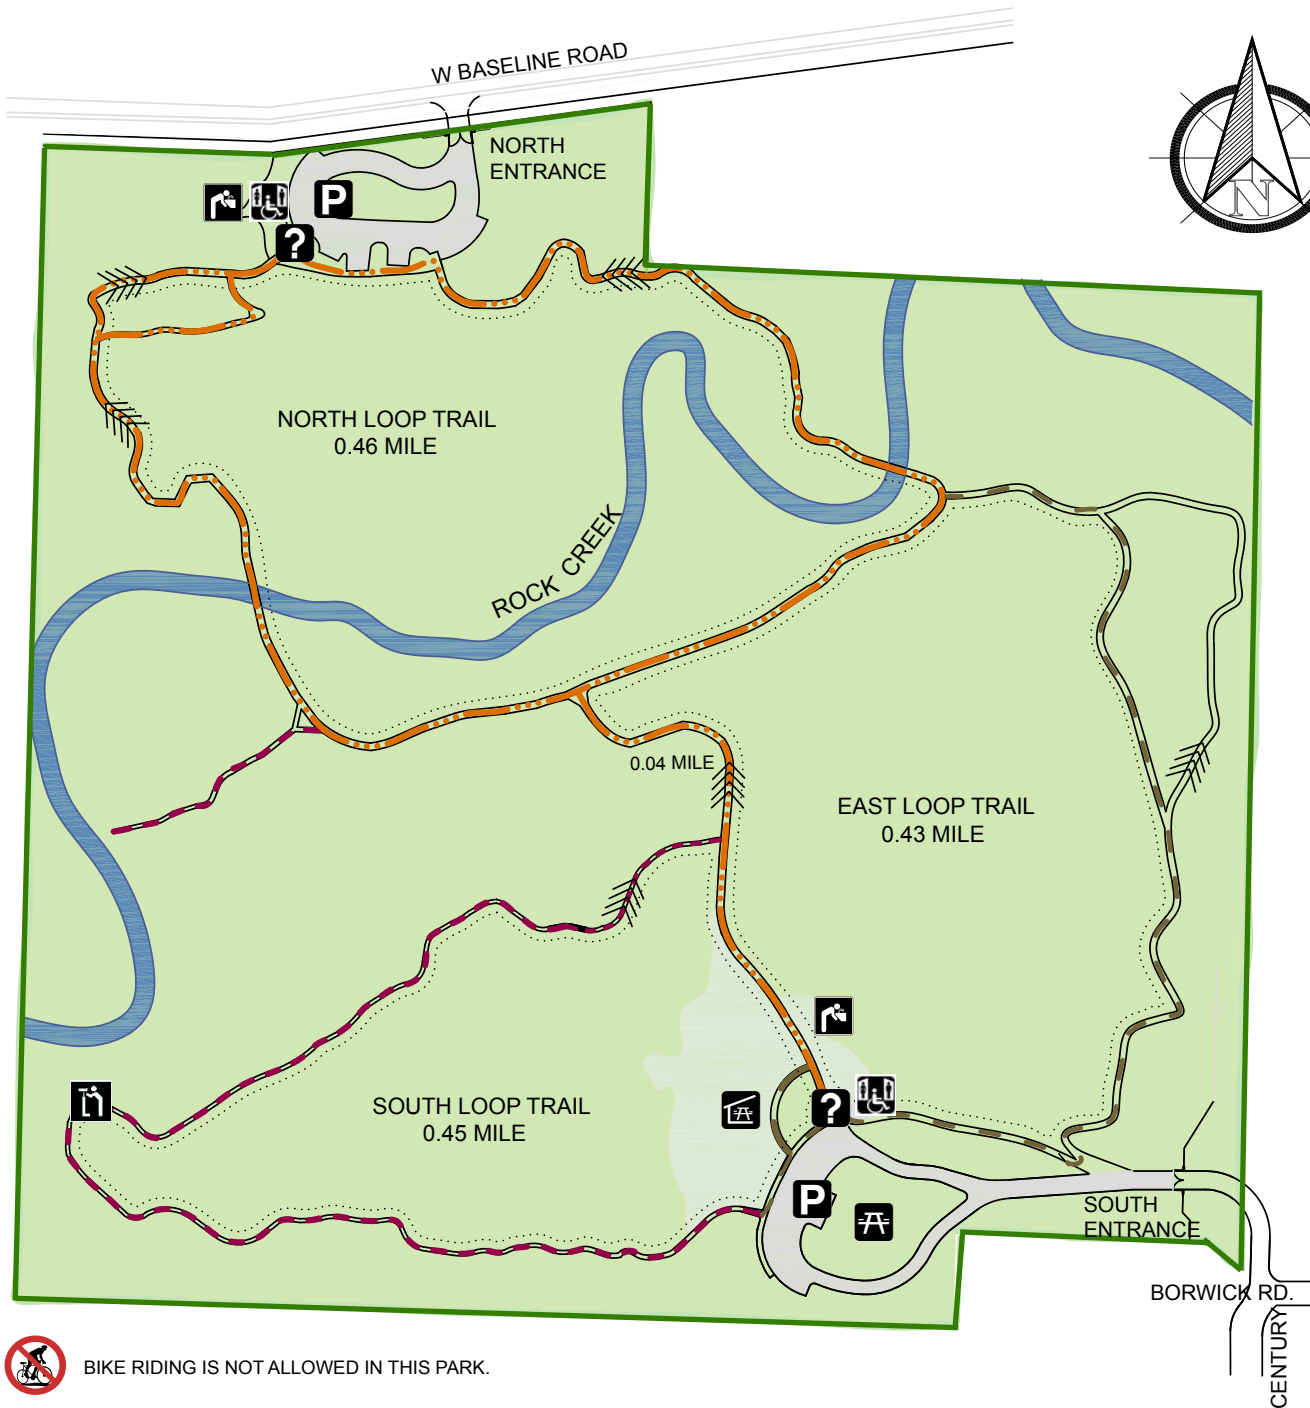 W BASELINE ROAD
NORTH
ENTRANCE
P
?
N
NORTH LOOP TRAIL
0.46 MILE
ROCK CREEK
0.04 MILE
EAST LOOP TRAIL
0.43 MILE
SOUTH LOOP TRAIL
0.45 MILE
?
P
SOUTH
ENTRANCE
BORWICK RD.
CENTURY
BIKE RIDING IS NOT ALLOWED IN THIS PARK.